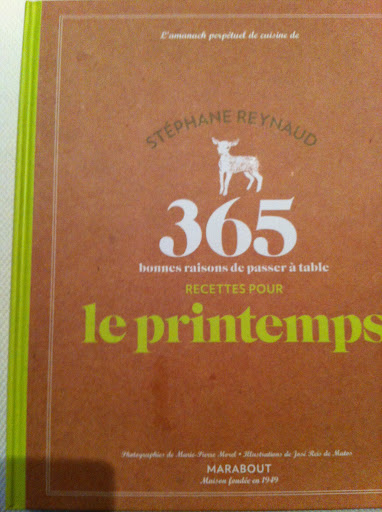 L'almanach perpétuel de cuisine de
STÉPHANE REYNAUD
365
bonnes raisons de passer à table
RECETTES POUR
le printemps
Photographies de Marie-Pierre Morel • Illustrations de José Reis de Matos
MARABOUT
Maison fondée en 1949